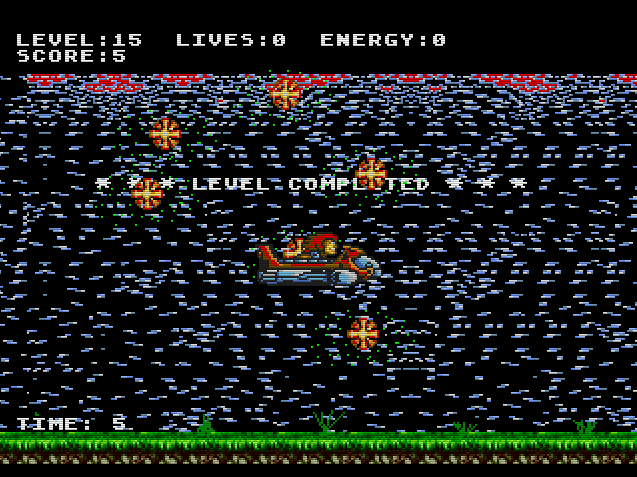 LEVEL:15 LIVES:0 ENERGY:0
SCORE:5
* * * LEVEL COMPLETED * * *
TIME: 5